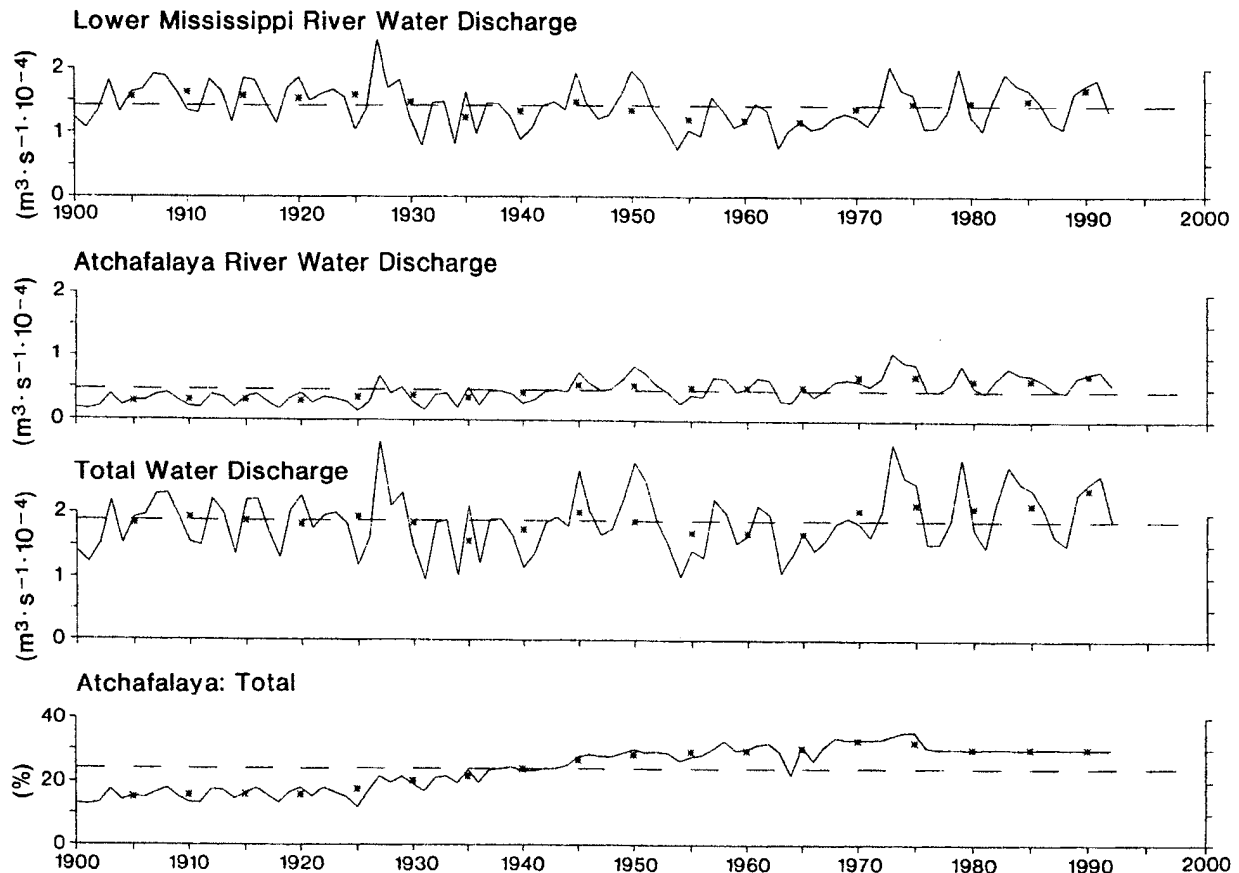 Lower Mississippi River Water Discharge
(m³·s⁻¹·10⁻⁴)
2
1
0
1900 1910 1920 1930 1940 1950 1960 1970 1980 1990 2000
Atchafalaya River Water Discharge
(m³·s⁻¹·10⁻⁴)
2
1
0
Total Water Discharge
(m³·s⁻¹·10⁻⁴)
2
1
0
Atchafalaya: Total
(%)
40
20
0
1900 1910 1920 1930 1940 1950 1960 1970 1980 1990 2000